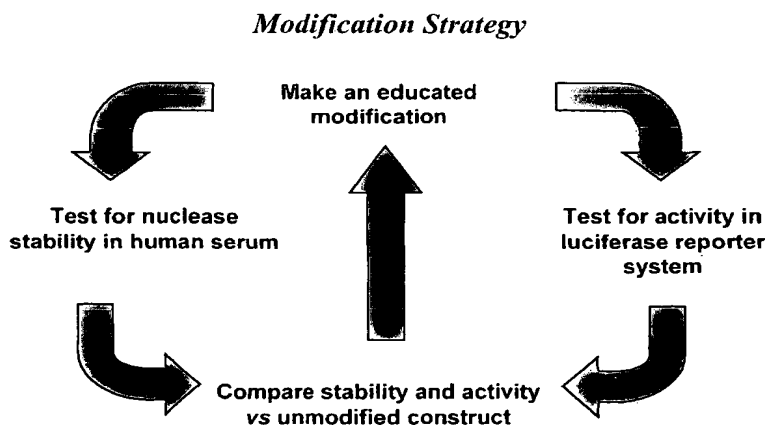 Modification Strategy
Make an educated
modification
Test for nuclease
stability in human serum
Test for activity in
luciferase reporter
system
Compare stability and activity
vs unmodified construct